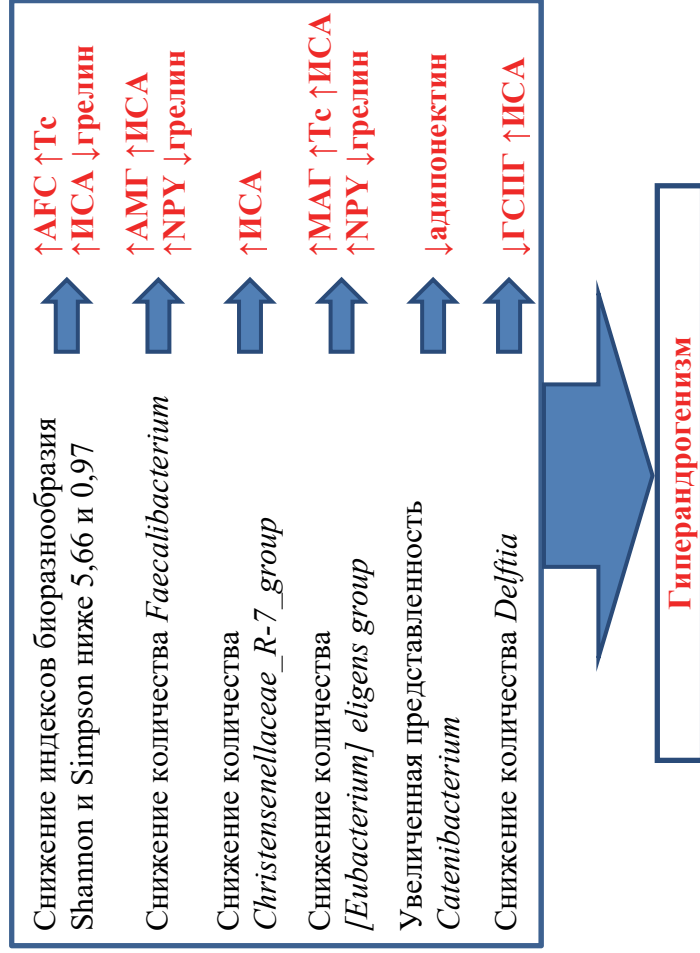 Снижение индексов биоразнообразия
Shannon и Simpson ниже 5,66 и 0,97
↑AFC ↑Тс
↑ИСА ↓грелин
Снижение количества Faecalibacterium
↑АМГ ↑ИСА
↑NPY ↓грелин
Снижение количества
Christensenellaceae_R-7_group
↑ИСА
Снижение количества
[Eubacterium] eligens group
↑МАГ ↑Тс ↑ИСА
↑NPY ↓грелин
Увеличенная представленность
Catenibacterium
↓адипонектин
Снижение количества Delftia
↓ГСПГ ↑ИСА
Гиперандрогенизм